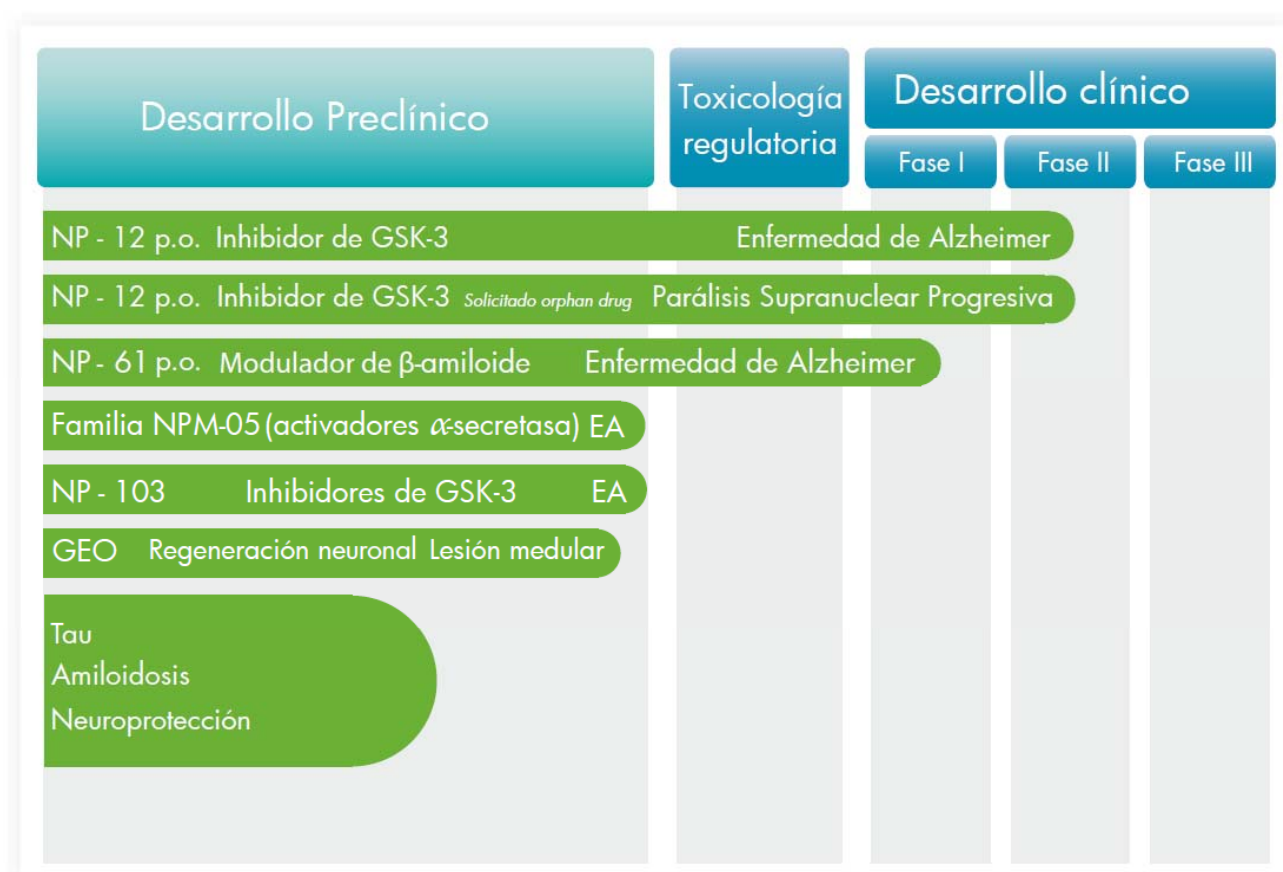 Desarrollo Preclínico
Toxicología
regulatoria
Desarrollo clínico
Fase I
Fase II
Fase III
NP - 12 p.o. Inhibidor de GSK-3 Enfermedad de Alzheimer
NP - 12 p.o. Inhibidor de GSK-3 Solicitado orphan drug Parálisis Supranuclear Progresiva
NP - 61 p.o. Modulador de β-amiloide Enfermedad de Alzheimer
Familia NPM-05 (activadores α-secretasa) EA
NP - 103 Inhibidores de GSK-3 EA
GEO Regeneración neuronal Lesión medular
Tau
Amiloidosis
Neuroprotección